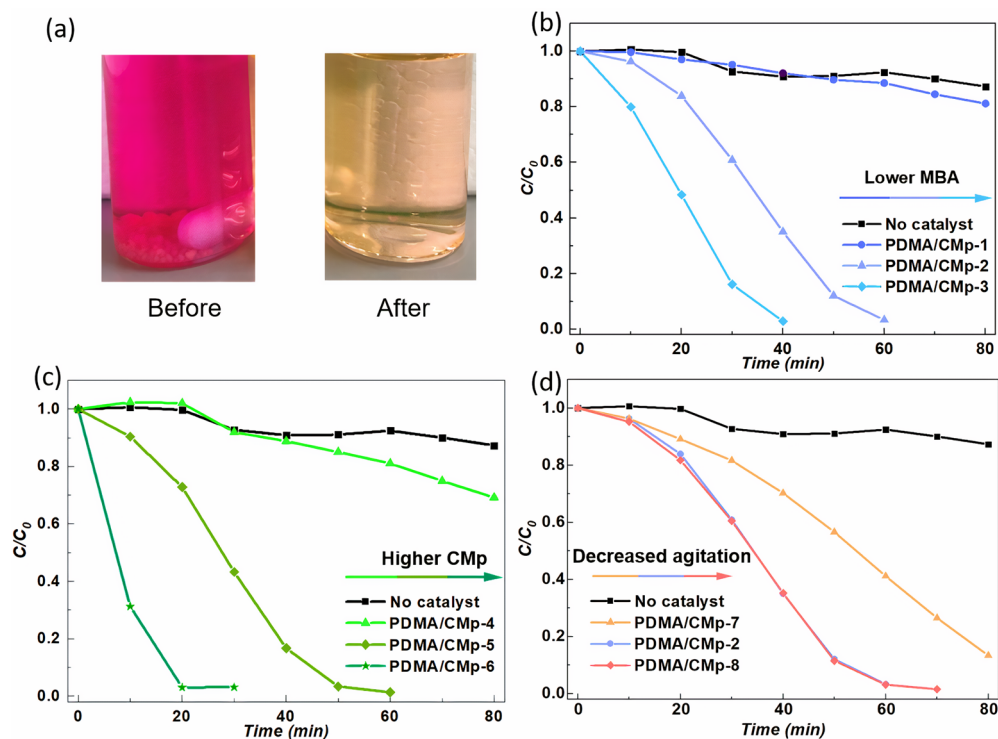 (a)
Before
After
(b)
C/C0
1.0
0.8
0.6
0.4
0.2
0.0
Lower MBA
No catalyst
PDMA/CMp-1
PDMA/CMp-2
PDMA/CMp-3
0
20
40
60
80
Time (min)
(c)
C/C0
1.0
0.8
0.6
0.4
0.2
0.0
Higher CMp
No catalyst
PDMA/CMp-4
PDMA/CMp-5
PDMA/CMp-6
0
20
40
60
80
Time (min)
(d)
C/C0
1.0
0.8
0.6
0.4
0.2
0.0
Decreased agitation
No catalyst
PDMA/CMp-7
PDMA/CMp-2
PDMA/CMp-8
0
20
40
60
80
Time (min)